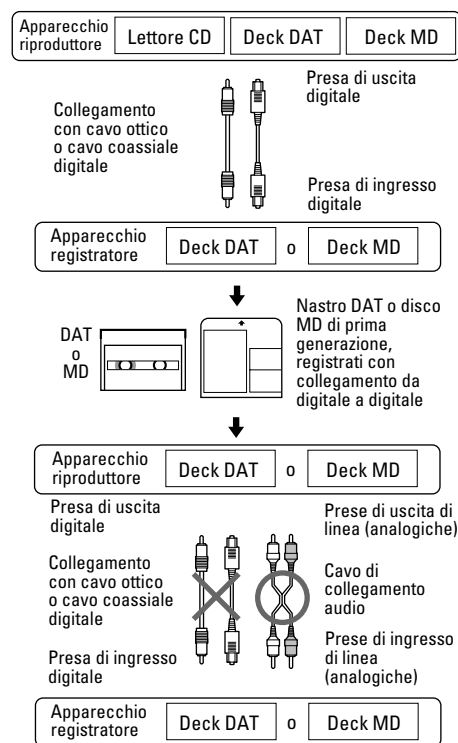 Apparecchio
riproduttore
Lettore CD
Deck DAT
Deck MD
Presa di uscita
digitale
Collegamento
con cavo ottico
o cavo coassiale
digitale
Presa di ingresso
digitale
Apparecchio
registratore
Deck DAT
o
Deck MD
DAT
o
MD
Nastro DAT o disco
MD di prima
generazione,
registrati con
collegamento da
digitale a digitale
Apparecchio
riproduttore
Deck DAT
o
Deck MD
Presa di uscita
digitale
Prese di uscita di
linea (analogiche)
Collegamento
con cavo ottico
o cavo coassiale
digitale
Cavo di
collegamento
audio
Presa di ingresso
digitale
Prese di ingresso
di linea
(analogiche)
Apparecchio
registratore
Deck DAT
o
Deck MD